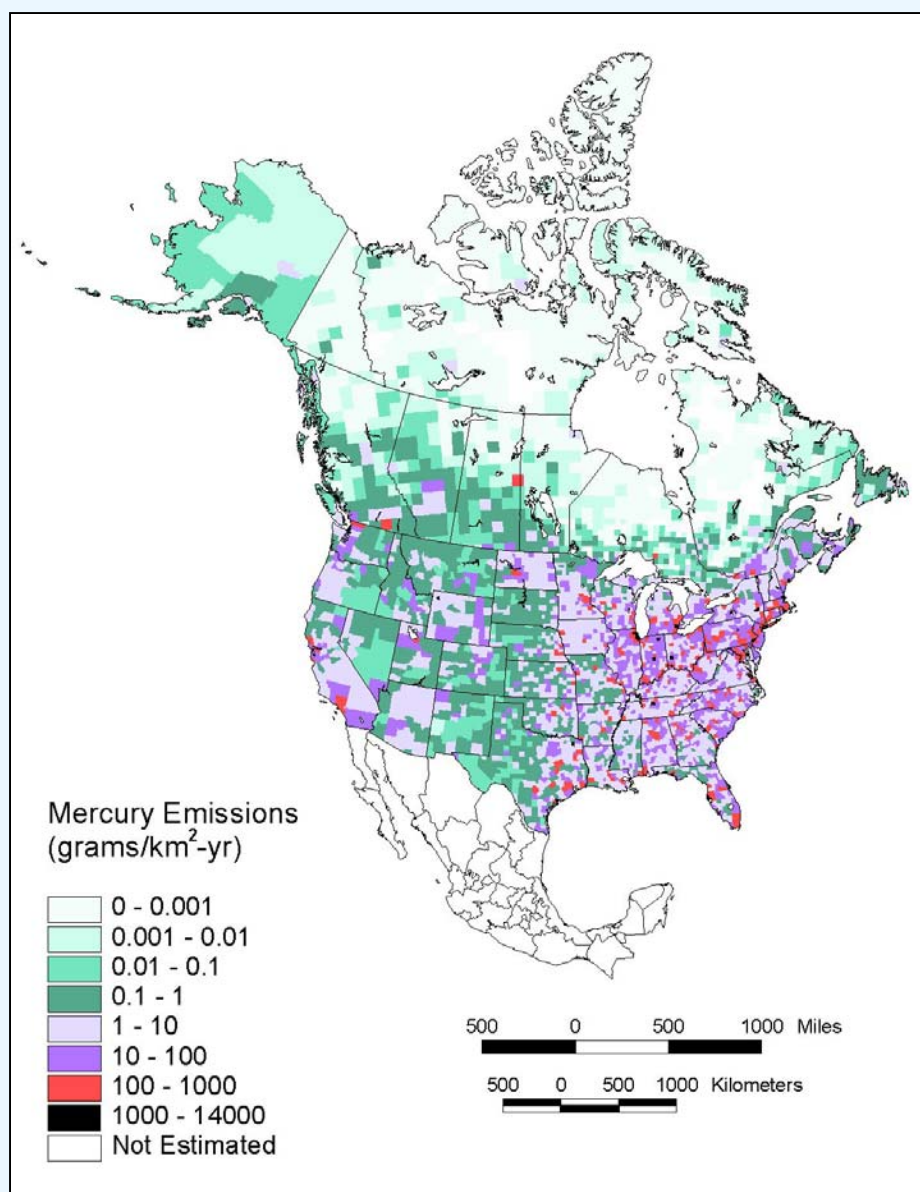 Mercury Emissions
(grams/km²-yr)
0 - 0.001
0.001 - 0.01
0.01 - 0.1
0.1 - 1
1 - 10
10 - 100
100 - 1000
1000 - 14000
Not Estimated
500 0 500 1000 Miles
500 0 500 1000 Kilometers